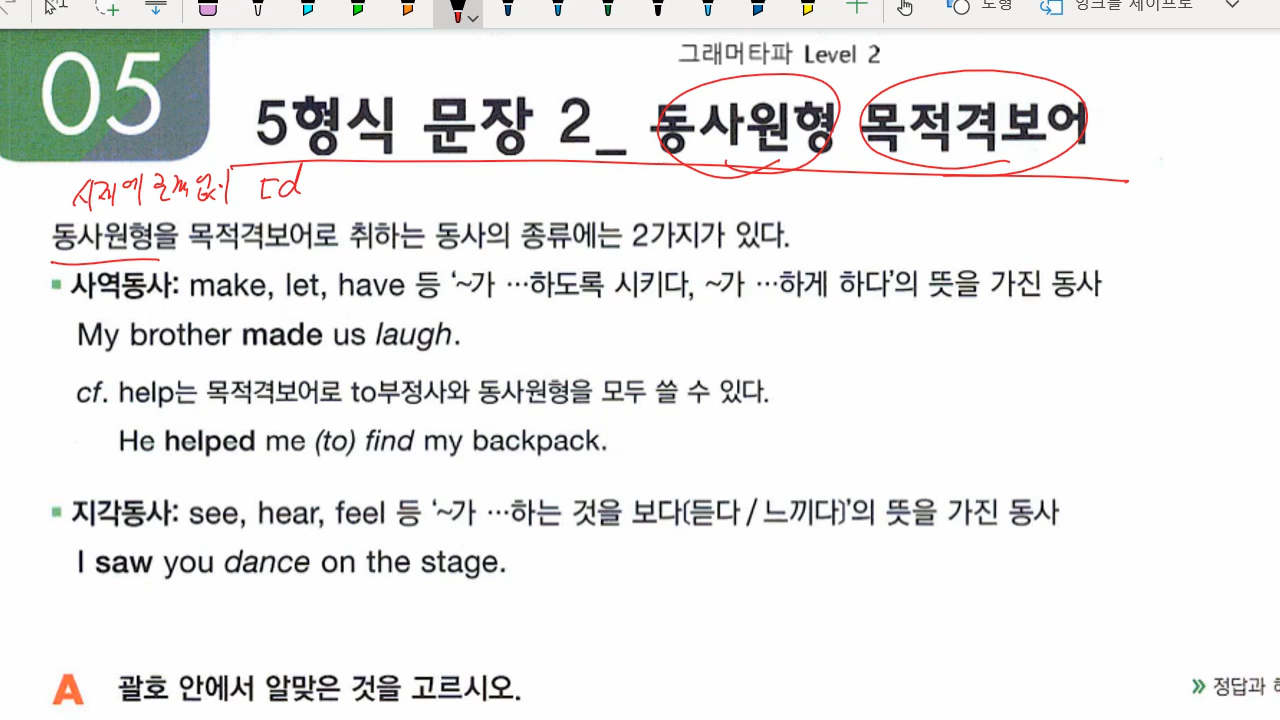 도형
잉크를 셰이프로
05
그래머타파 Level 2
5형식 문장 2_ 동사원형 목적격보어
시제에 관계 없이
동사원형을 목적격보어로 취하는 동사의 종류에는 2가지가 있다.
▪ 사역동사: make, let, have 등 ‘~가 …하도록 시키다, ~가 …하게 하다’의 뜻을 가진 동사
My brother made us laugh.
cf. help는 목적격보어로 to부정사와 동사원형을 모두 쓸 수 있다.
He helped me (to) find my backpack.
▪ 지각동사: see, hear, feel 등 ‘~가 …하는 것을 보다(듣다 / 느끼다)’의 뜻을 가진 동사
I saw you dance on the stage.
A 괄호 안에서 알맞은 것을 고르시오.
» 정답과